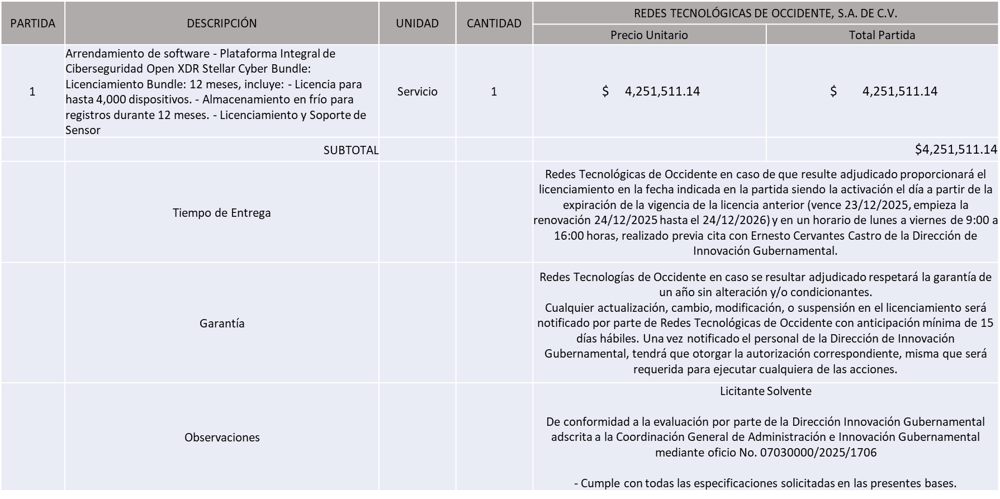 PARTIDA
DESCRIPCIÓN
UNIDAD
CANTIDAD
REDES TECNOLÓGICAS DE OCCIDENTE, S.A. DE C.V.
Precio Unitario
Total Partida
1
Arrendamiento de software - Plataforma Integral de
Ciberseguridad Open XDR Stellar Cyber Bundle:
Licenciamiento Bundle: 12 meses, incluye: - Licencia para
hasta 4,000 dispositivos. - Almacenamiento en frío para
registros durante 12 meses. - Licenciamiento y Soporte de
Sensor
Servicio
1
$ 4,251,511.14
$ 4,251,511.14
SUBTOTAL
$4,251,511.14
Tiempo de Entrega
Redes Tecnológicas de Occidente en caso de que resulte adjudicado proporcionará el
licenciamiento en la fecha indicada en la partida siendo la activación el día a partir de la
expiración de la vigencia de la licencia anterior (vence 23/12/2025, empieza la
renovación 24/12/2025 hasta el 24/12/2026) y en un horario de lunes a viernes de 9:00 a
16:00 horas, realizado previa cita con Ernesto Cervantes Castro de la Dirección de
Innovación Gubernamental.
Garantía
Redes Tecnologías de Occidente en caso se resultar adjudicado respetará la garantía de
un año sin alteración y/o condicionantes.
Cualquier actualización, cambio, modificación, o suspensión en el licenciamiento será
notificado por parte de Redes Tecnológicas de Occidente con anticipación mínima de 15
días hábiles. Una vez notificado el personal de la Dirección de Innovación
Gubernamental, tendrá que otorgar la autorización correspondiente, misma que será
requerida para ejecutar cualquiera de las acciones.
Observaciones
Licitante Solvente
De conformidad a la evaluación por parte de la Dirección Innovación Gubernamental
adscrita a la Coordinación General de Administración e Innovación Gubernamental
mediante oficio No. 07030000/2025/1706
- Cumple con todas las especificaciones solicitadas en las presentes bases.